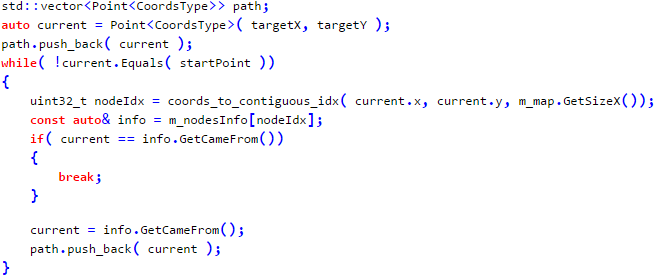 std::vector<Point<CoordsType>> path;
auto current = Point<CoordsType>( targetX, targetY );
path.push_back( current );
while( !current.Equals( startPoint ))
{
    uint32_t nodeIdx = coords_to_contiguous_idx( current.x, current.y, m_map.GetSizeX());
    const auto& info = m_nodesInfo[nodeIdx];
    if( current == info.GetCameFrom())
    {
        break;
    }

    current = info.GetCameFrom();
    path.push_back( current );
}